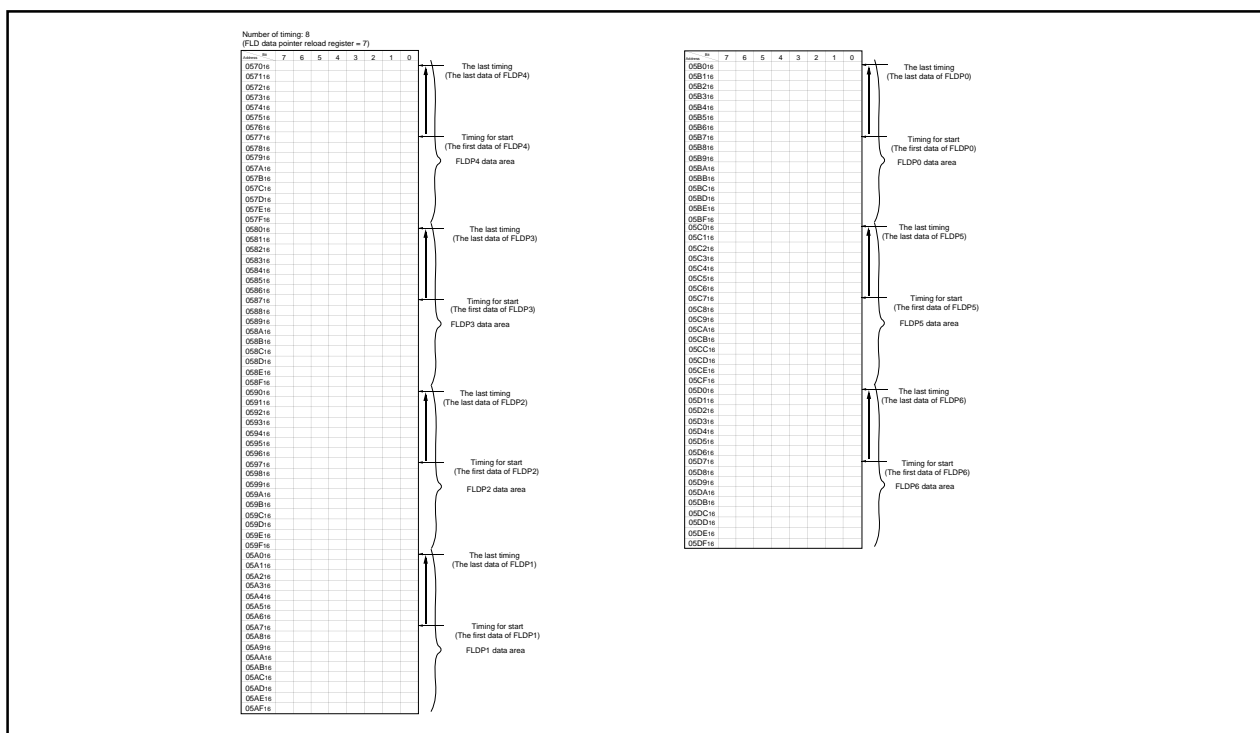 Number of timing: 8
(FLD data pointer reload register = 7)
Bit
Address 7 6 5 4 3 2 1 0
057016
057116
057216
057316
057416
057516
057616
057716
057816
057916
057A16
057B16
057C16
057D16
057E16
057F16
058016
058116
058216
058316
058416
058516
058616
058716
058816
058916
058A16
058B16
058C16
058D16
058E16
058F16
059016
059116
059216
059316
059416
059516
059616
059716
059816
059916
059A16
059B16
059C16
059D16
059E16
059F16
05A016
05A116
05A216
05A316
05A416
05A516
05A616
05A716
05A816
05A916
05AA16
05AB16
05AC16
05AD16
05AE16
05AF16
The last timing
(The last data of FLDP4)
Timing for start
(The first data of FLDP4)
FLDP4 data area
The last timing
(The last data of FLDP3)
Timing for start
(The first data of FLDP3)
FLDP3 data area
The last timing
(The last data of FLDP2)
Timing for start
(The first data of FLDP2)
FLDP2 data area
The last timing
(The last data of FLDP1)
Timing for start
(The first data of FLDP1)
FLDP1 data area
Bit
Address 7 6 5 4 3 2 1 0
05B016
05B116
05B216
05B316
05B416
05B516
05B616
05B716
05B816
05B916
05BA16
05BB16
05BC16
05BD16
05BE16
05BF16
05C016
05C116
05C216
05C316
05C416
05C516
05C616
05C716
05C816
05C916
05CA16
05CB16
05CC16
05CD16
05CE16
05CF16
05D016
05D116
05D216
05D316
05D416
05D516
05D616
05D716
05D816
05D916
05DA16
05DB16
05DC16
05DD16
05DE16
05DF16
The last timing
(The last data of FLDP0)
Timing for start
(The first data of FLDP0)
FLDP0 data area
The last timing
(The last data of FLDP5)
Timing for start
(The first data of FLDP5)
FLDP5 data area
The last timing
(The last data of FLDP6)
Timing for start
(The first data of FLDP6)
FLDP6 data area